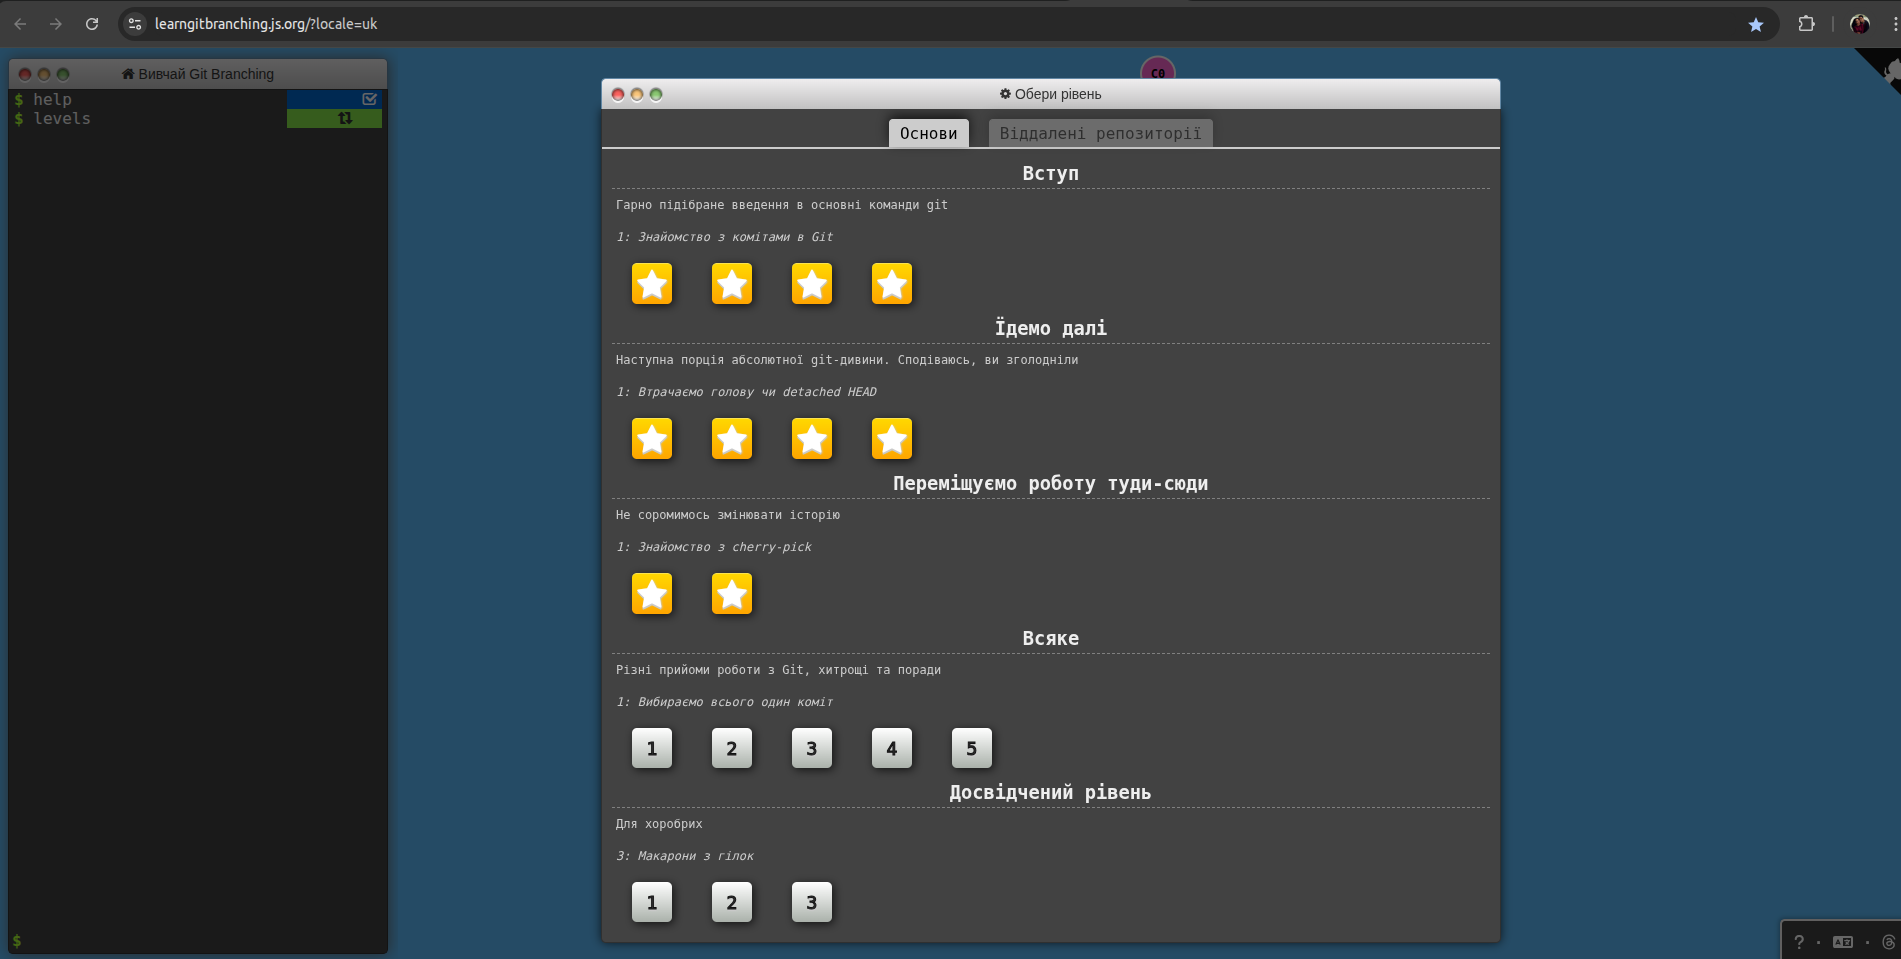 learngitbranching.js.org/?locale=uk
Вивчай Git Branching
$ help
$ levels
$
C0
Обери рівень
Основи
Віддалені репозиторії
Вступ
Гарно підібране введення в основні команди git
1: Знайомство з комітами в Git
Їдемо далі
Наступна порція абсолютної git-дивини. Сподіваюсь, ви зголодніли
1: Втрачаємо голову чи detached HEAD
Переміщуємо роботу туди-сюди
Не соромимось змінювати історію
1: Знайомство з cherry-pick
Всяке
Різні прийоми роботи з Git, хитрощі та поради
1: Вибираємо всього один коміт
1 2 3 4 5
Досвідчений рівень
Для хоробрих
3: Макарони з гілок
1 2 3
? · ·